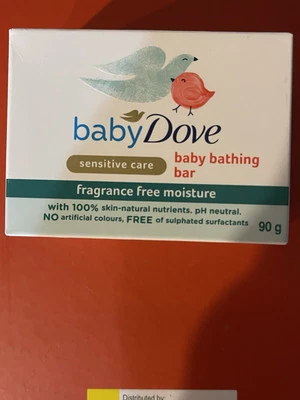 baby Dove
sensitive care
baby bathing
bar
fragrance free moisture
with 100% skin-natural nutrients. pH neutral.
NO artificial colours, FREE of sulphated surfactants
90 g
Distributed by: